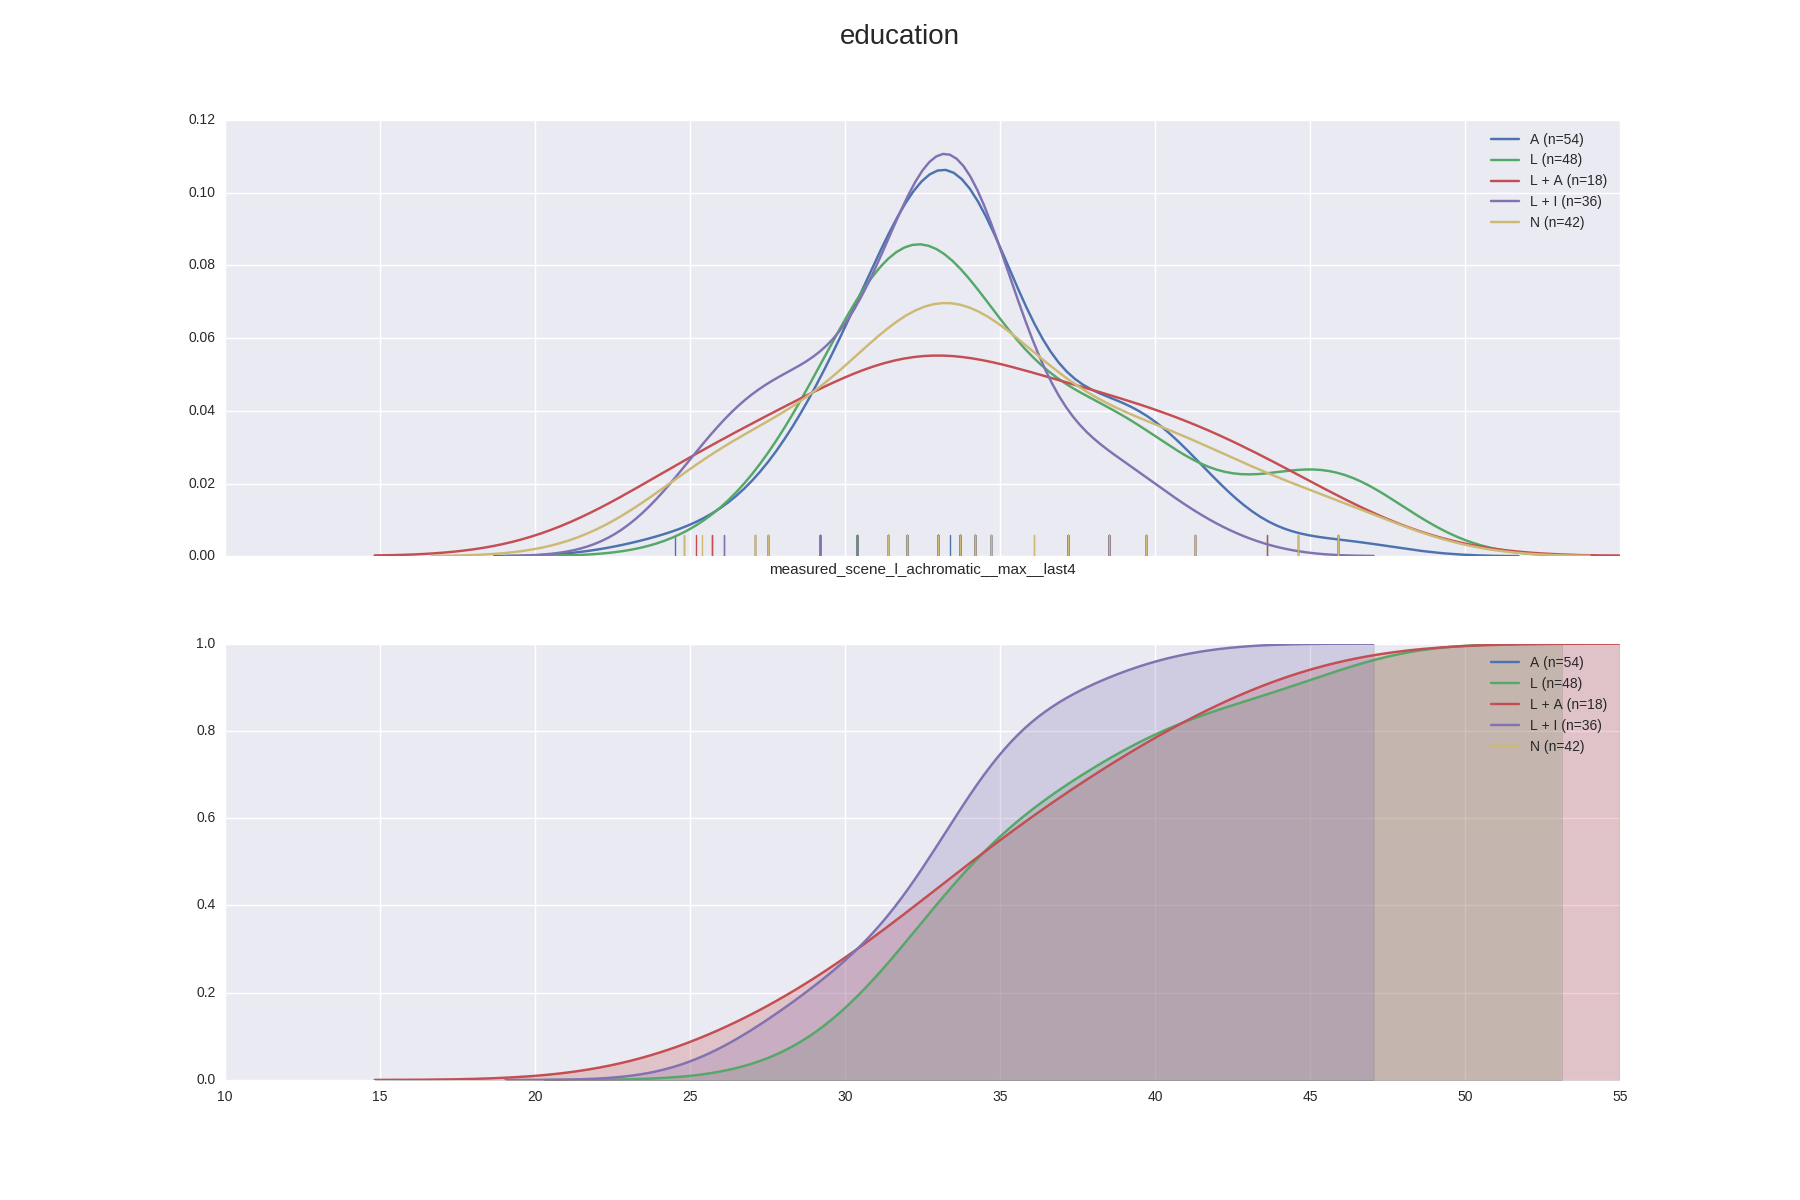 education
0.12
0.10
0.08
0.06
0.04
0.02
0.00
A (n=54)
L (n=48)
L + A (n=18)
L + I (n=36)
N (n=42)
measured_scene_l_achromatic__max__last4
1.0
0.8
0.6
0.4
0.2
0.0
A (n=54)
L (n=48)
L + A (n=18)
L + I (n=36)
N (n=42)
10 15 20 25 30 35 40 45 50 55